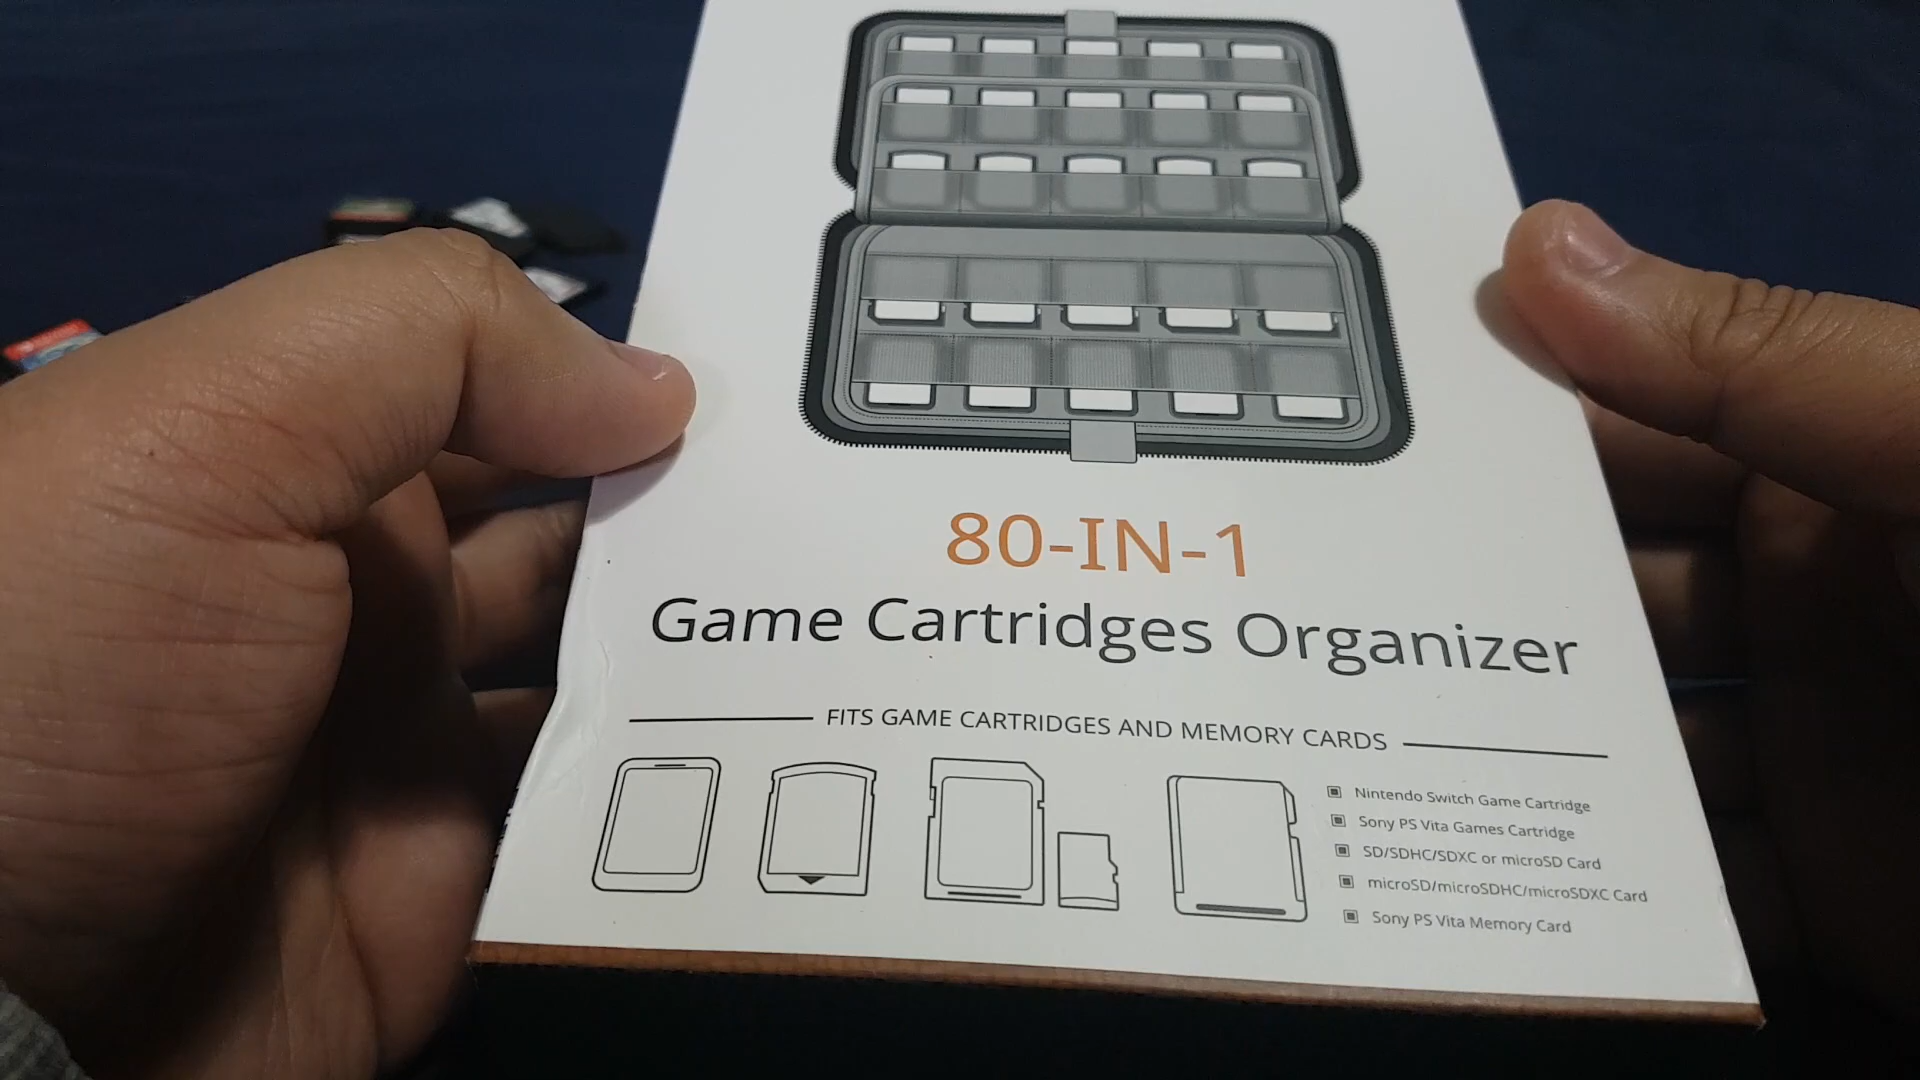 80-IN-1
Game Cartridges Organizer
FITS GAME CARTRIDGES AND MEMORY CARDS
Nintendo Switch Game Cartridge
Sony PS Vita Games Cartridge
SD/SDHC/SDXC or microSD Card
microSD/microSDHC/microSDXC Card
Sony PS Vita Memory Card